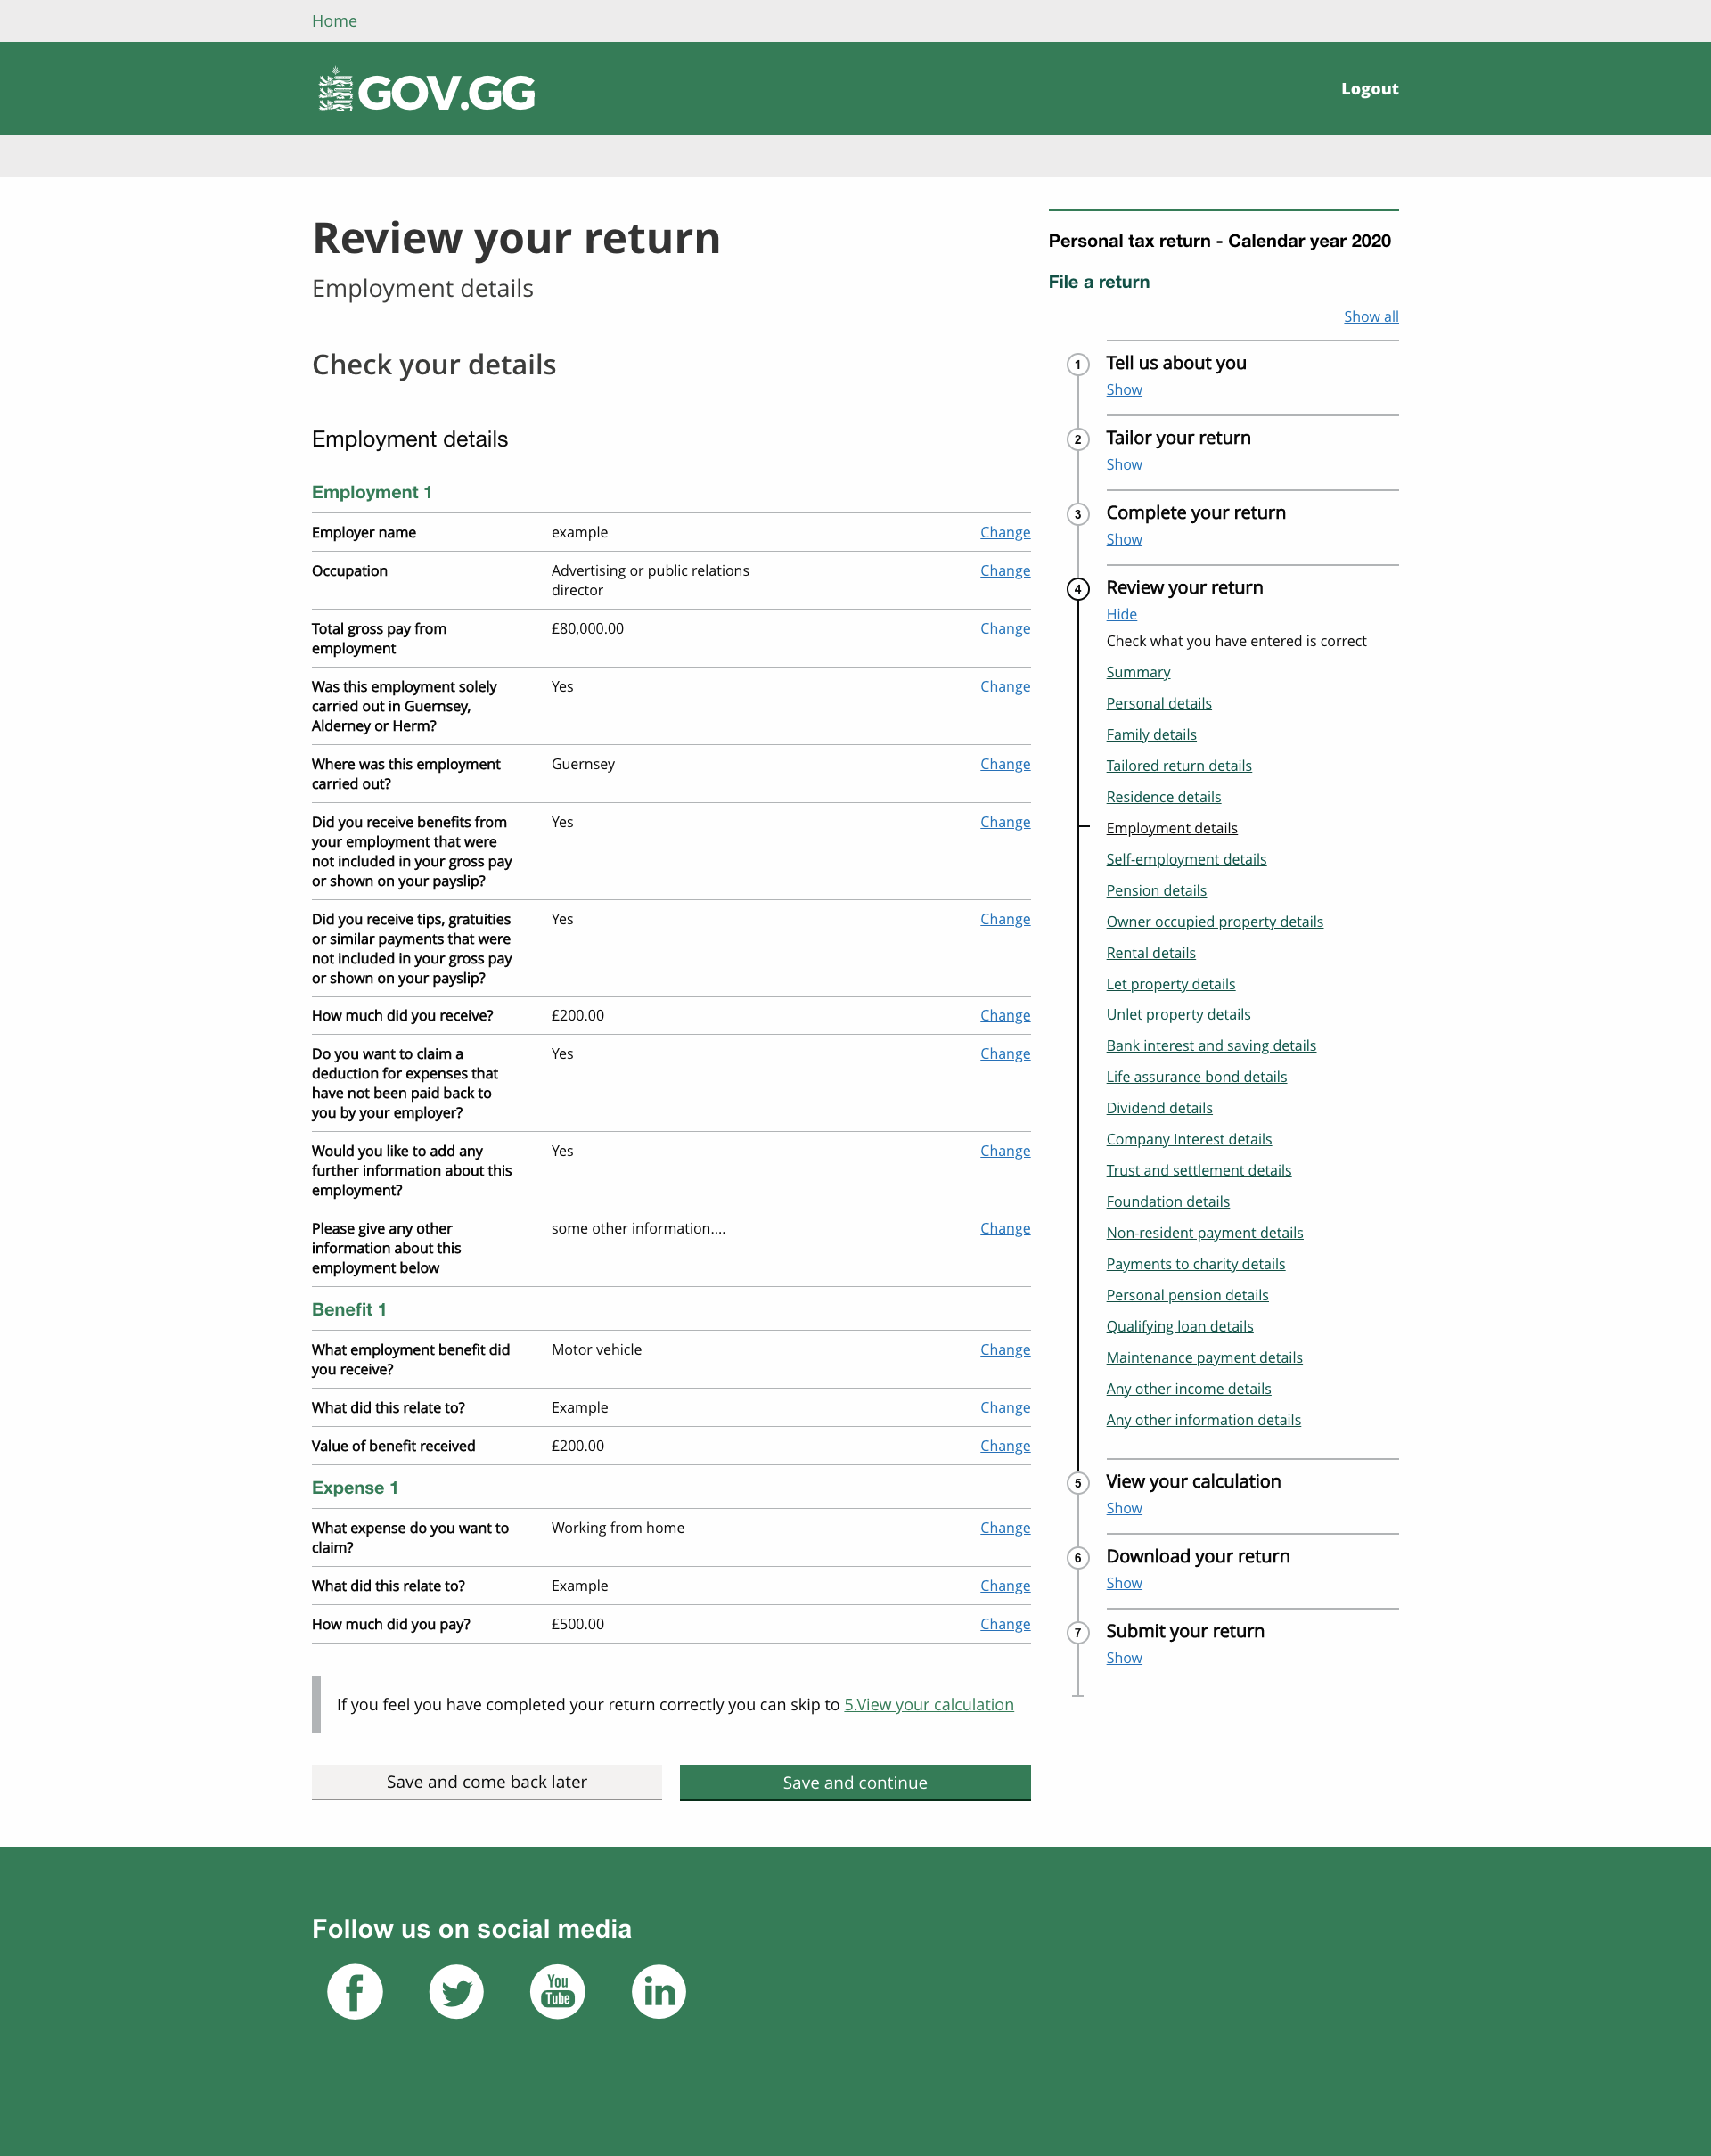 Home
GOV.GG
Logout
Review your return
Employment details
Check your details
Employment details
Employment 1
Employer name example Change
Occupation Advertising or public relations Change
director
Total gross pay from £80,000.00 Change
employment
Was this employment solely Yes Change
carried out in Guernsey,
Alderney or Herm?
Where was this employment Guernsey Change
carried out?
Did you receive benefits from Yes Change
your employment that were
not included in your gross pay
or shown on your payslip?
Did you receive tips, gratuities Yes Change
or similar payments that were
not included in your gross pay
or shown on your payslip?
How much did you receive? £200.00 Change
Do you want to claim a Yes Change
deduction for expenses that
have not been paid back to
you by your employer?
Would you like to add any Yes Change
further information about this
employment?
Please give any other some other information.... Change
information about this
employment below
Benefit 1
What employment benefit did Motor vehicle Change
you receive?
What did this relate to? Example Change
Value of benefit received £200.00 Change
Expense 1
What expense do you want to Working from home Change
claim?
What did this relate to? Example Change
How much did you pay? £500.00 Change
If you feel you have completed your return correctly you can skip to 5.View your calculation
Save and come back later
Save and continue
Personal tax return - Calendar year 2020
File a return
Show all
1 Tell us about you
Show
2 Tailor your return
Show
3 Complete your return
Show
4 Review your return
Hide
Check what you have entered is correct
Summary
Personal details
Family details
Tailored return details
Residence details
Employment details
Self-employment details
Pension details
Owner occupied property details
Rental details
Let property details
Unlet property details
Bank interest and saving details
Life assurance bond details
Dividend details
Company Interest details
Trust and settlement details
Foundation details
Non-resident payment details
Payments to charity details
Personal pension details
Qualifying loan details
Maintenance payment details
Any other income details
Any other information details
5 View your calculation
Show
6 Download your return
Show
7 Submit your return
Show
Follow us on social media
f
You
Tube
in